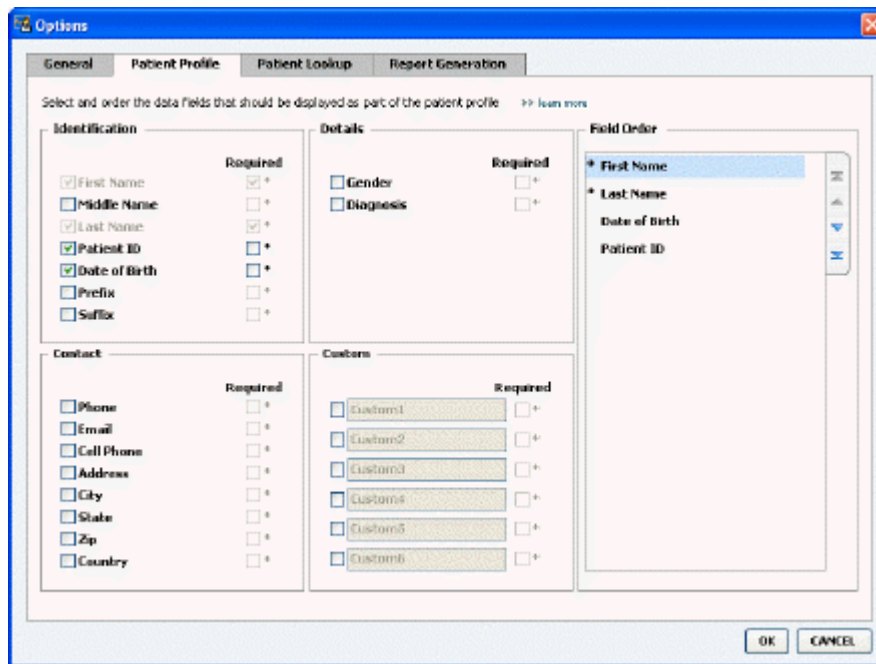 Options
General Patient Profile Patient Lookup Report Generation
Select and order the data fields that should be displayed as part of the patient profile >> learn more
Identification
Required
First Name *
Middle Name *
Last Name *
Patient ID *
Date of Birth *
Prefix *
Suffix *
Details
Required
Gender *
Diagnosis *
Field Order
* First Name
* Last Name
Date of Birth
Patient ID
Contact
Required
Phone *
Email *
Cell Phone *
Address *
City *
State *
Zip *
Country *
Custom
Required
Custom1 *
Custom2 *
Custom3 *
Custom4 *
Custom5 *
Custom6 *
OK CANCEL